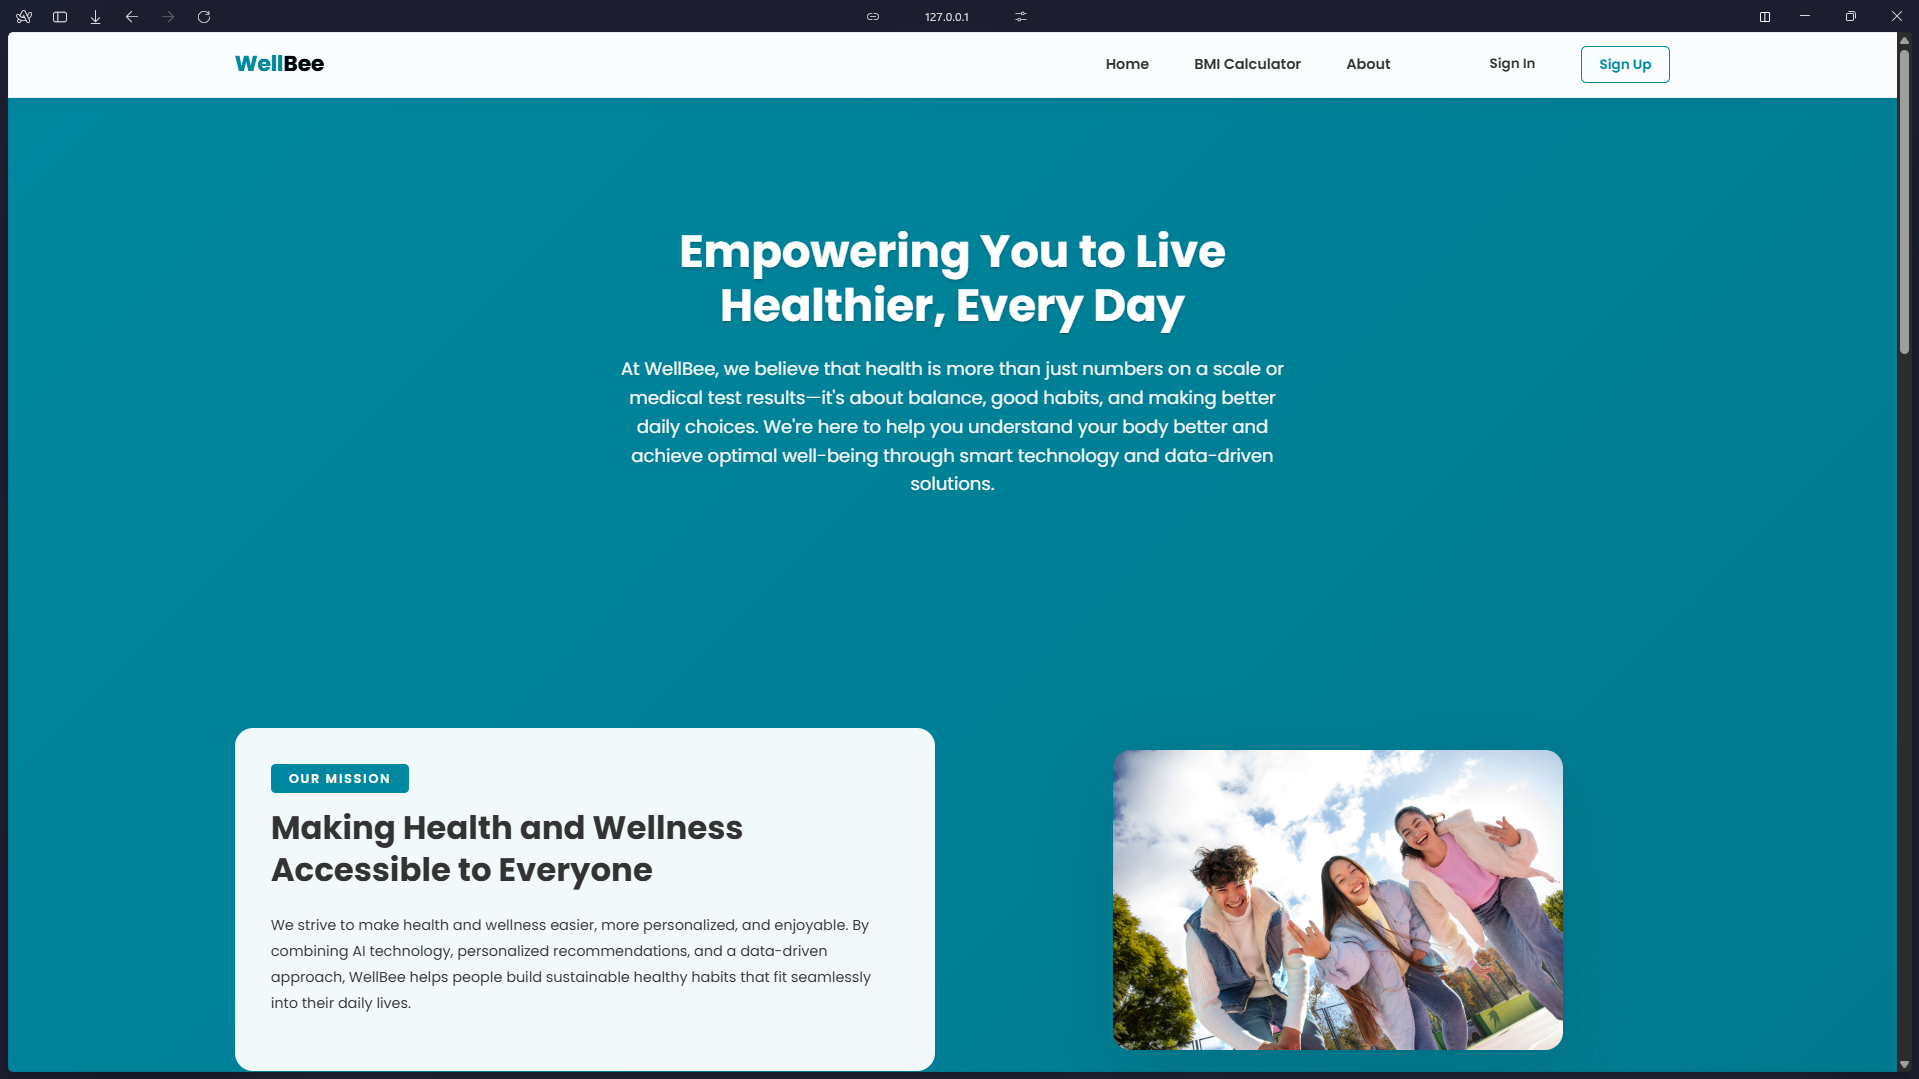 127.0.0.1
WellBee
Home
BMI Calculator
About
Sign In
Sign Up
Empowering You to Live
Healthier, Every Day
At WellBee, we believe that health is more than just numbers on a scale or
medical test results—it's about balance, good habits, and making better
daily choices. We're here to help you understand your body better and
achieve optimal well-being through smart technology and data-driven
solutions.
OUR MISSION
Making Health and Wellness
Accessible to Everyone
We strive to make health and wellness easier, more personalized, and enjoyable. By
combining AI technology, personalized recommendations, and a data-driven
approach, WellBee helps people build sustainable healthy habits that fit seamlessly
into their daily lives.